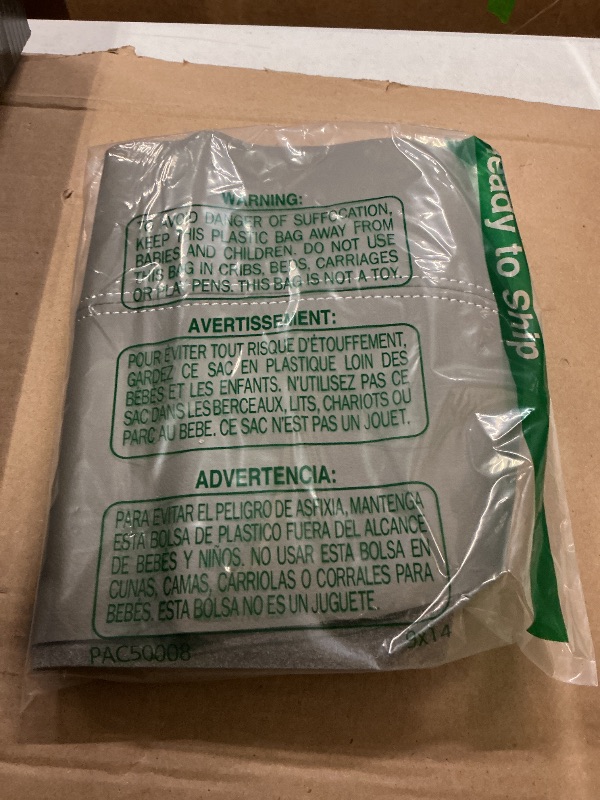 WARNING:
TO AVOID DANGER OF SUFFOCATION,
KEEP THIS PLASTIC BAG AWAY FROM
BABIES AND CHILDREN. DO NOT USE
THIS BAG IN CRIBS, BEDS, CARRIAGES
OR PLAY PENS. THIS BAG IS NOT A TOY.
AVERTISSEMENT:
POUR ÉVITER TOUT RISQUE D'ÉTOUFFEMENT,
GARDEZ CE SAC EN PLASTIQUE LOIN DES
BÉBÉS ET LES ENFANTS. N'UTILISEZ PAS CE
SAC DANS LES BERCEAUX, LITS, CHARIOTS OU
PARC AU BEBE. CE SAC N'EST PAS UN JOUET.
ADVERTENCIA:
PARA EVITAR EL PELIGRO DE ASFIXIA, MANTENGA
ESTA BOLSA DE PLASTICO FUERA DEL ALCANCE
DE BEBES Y NIÑOS. NO USAR ESTA BOLSA EN
CUNAS, CAMAS, CARRIOLAS O CORRALES PARA
BEBÉS. ESTA BOLSA NO ES UN JUGUETE.
PAC50008
9x14
eady to Ship